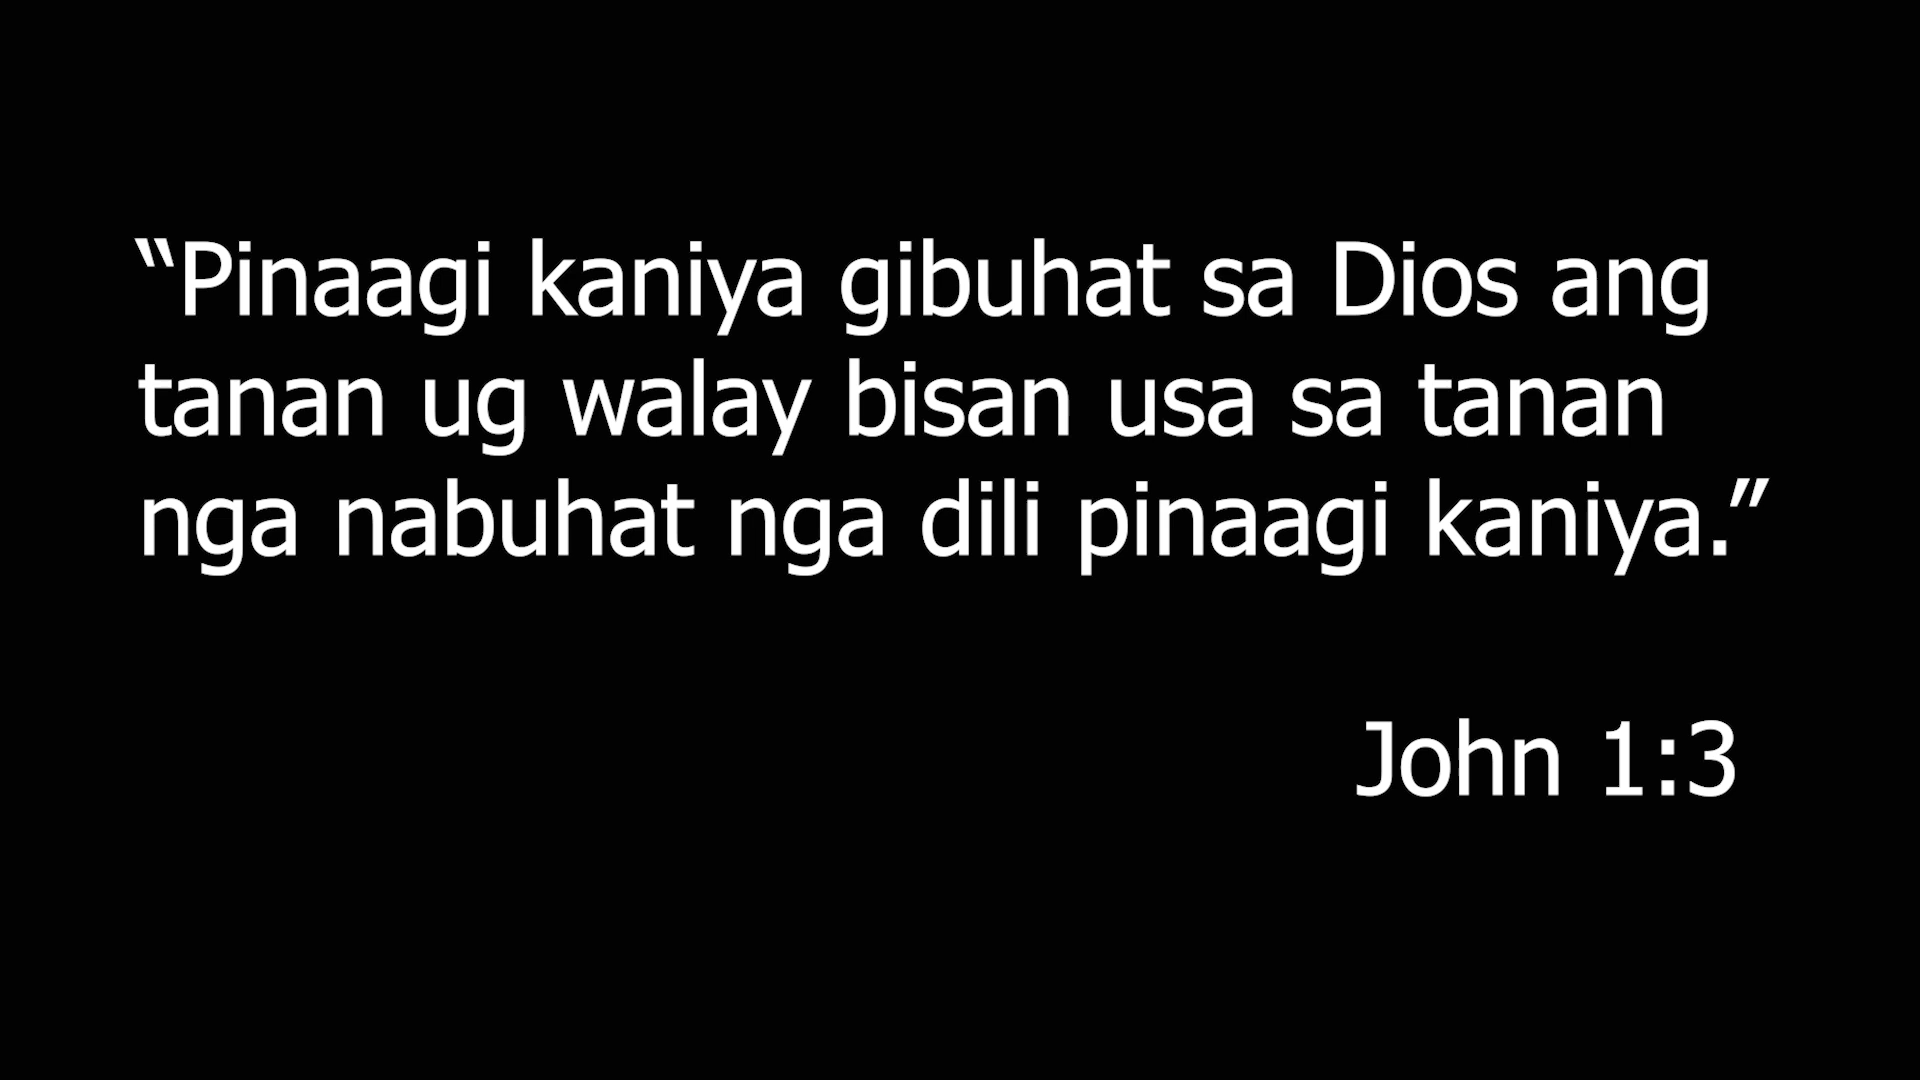 “Pinaagi kaniya gibuhat sa Dios ang
tanan ug walay bisan usa sa tanan
nga nabuhat nga dili pinaagi kaniya.”
John 1:3